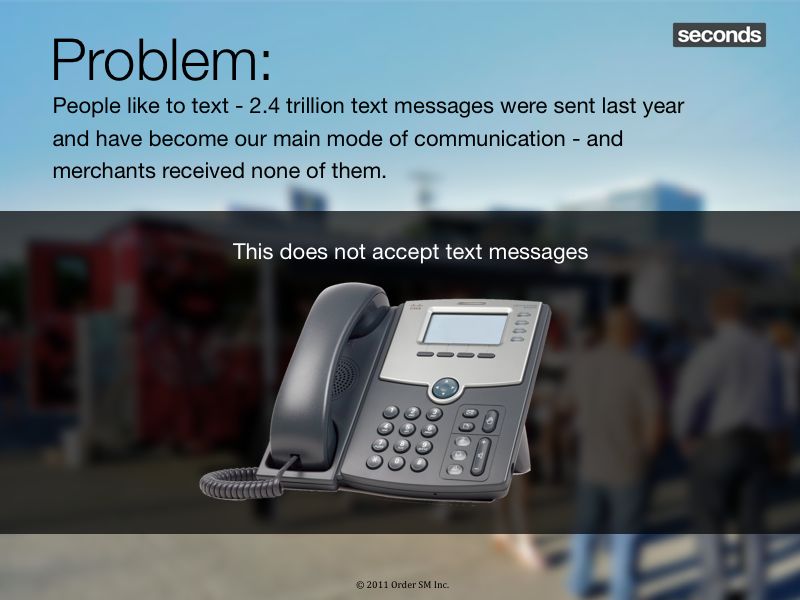 seconds
Problem:
People like to text - 2.4 trillion text messages were sent last year
and have become our main mode of communication - and
merchants received none of them.
This does not accept text messages
© 2011 Order SM Inc.